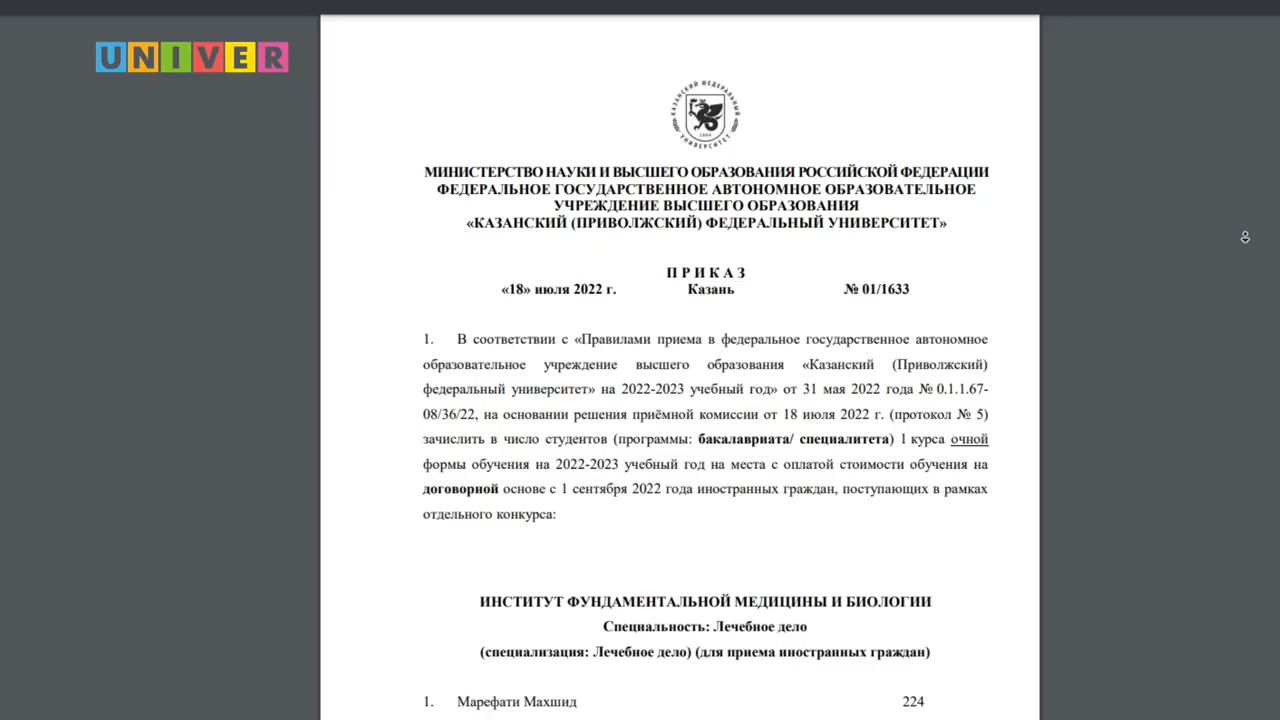 UNIVER
КАЗАНСКИЙ ФЕДЕРАЛЬНЫЙ УНИВЕРСИТЕТ
1804
МИНИСТЕРСТВО НАУКИ И ВЫСШЕГО ОБРАЗОВАНИЯ РОССИЙСКОЙ ФЕДЕРАЦИИ
ФЕДЕРАЛЬНОЕ ГОСУДАРСТВЕННОЕ АВТОНОМНОЕ ОБРАЗОВАТЕЛЬНОЕ
УЧРЕЖДЕНИЕ ВЫСШЕГО ОБРАЗОВАНИЯ
«КАЗАНСКИЙ (ПРИВОЛЖСКИЙ) ФЕДЕРАЛЬНЫЙ УНИВЕРСИТЕТ»
П Р И К А З
«18» июля 2022 г. Казань № 01/1633
1. В соответствии с «Правилами приема в федеральное государственное автономное
образовательное учреждение высшего образования «Казанский (Приволжский)
федеральный университет» на 2022-2023 учебный год» от 31 мая 2022 года № 0.1.1.67-
08/36/22, на основании решения приёмной комиссии от 18 июля 2022 г. (протокол № 5)
зачислить в число студентов (программы: бакалавриата/ специалитета) 1 курса очной
формы обучения на 2022-2023 учебный год на места с оплатой стоимости обучения на
договорной основе с 1 сентября 2022 года иностранных граждан, поступающих в рамках
отдельного конкурса:
ИНСТИТУТ ФУНДАМЕНТАЛЬНОЙ МЕДИЦИНЫ И БИОЛОГИИ
Специальность: Лечебное дело
(специализация: Лечебное дело) (для приема иностранных граждан)
1. Марефати Махшид 224